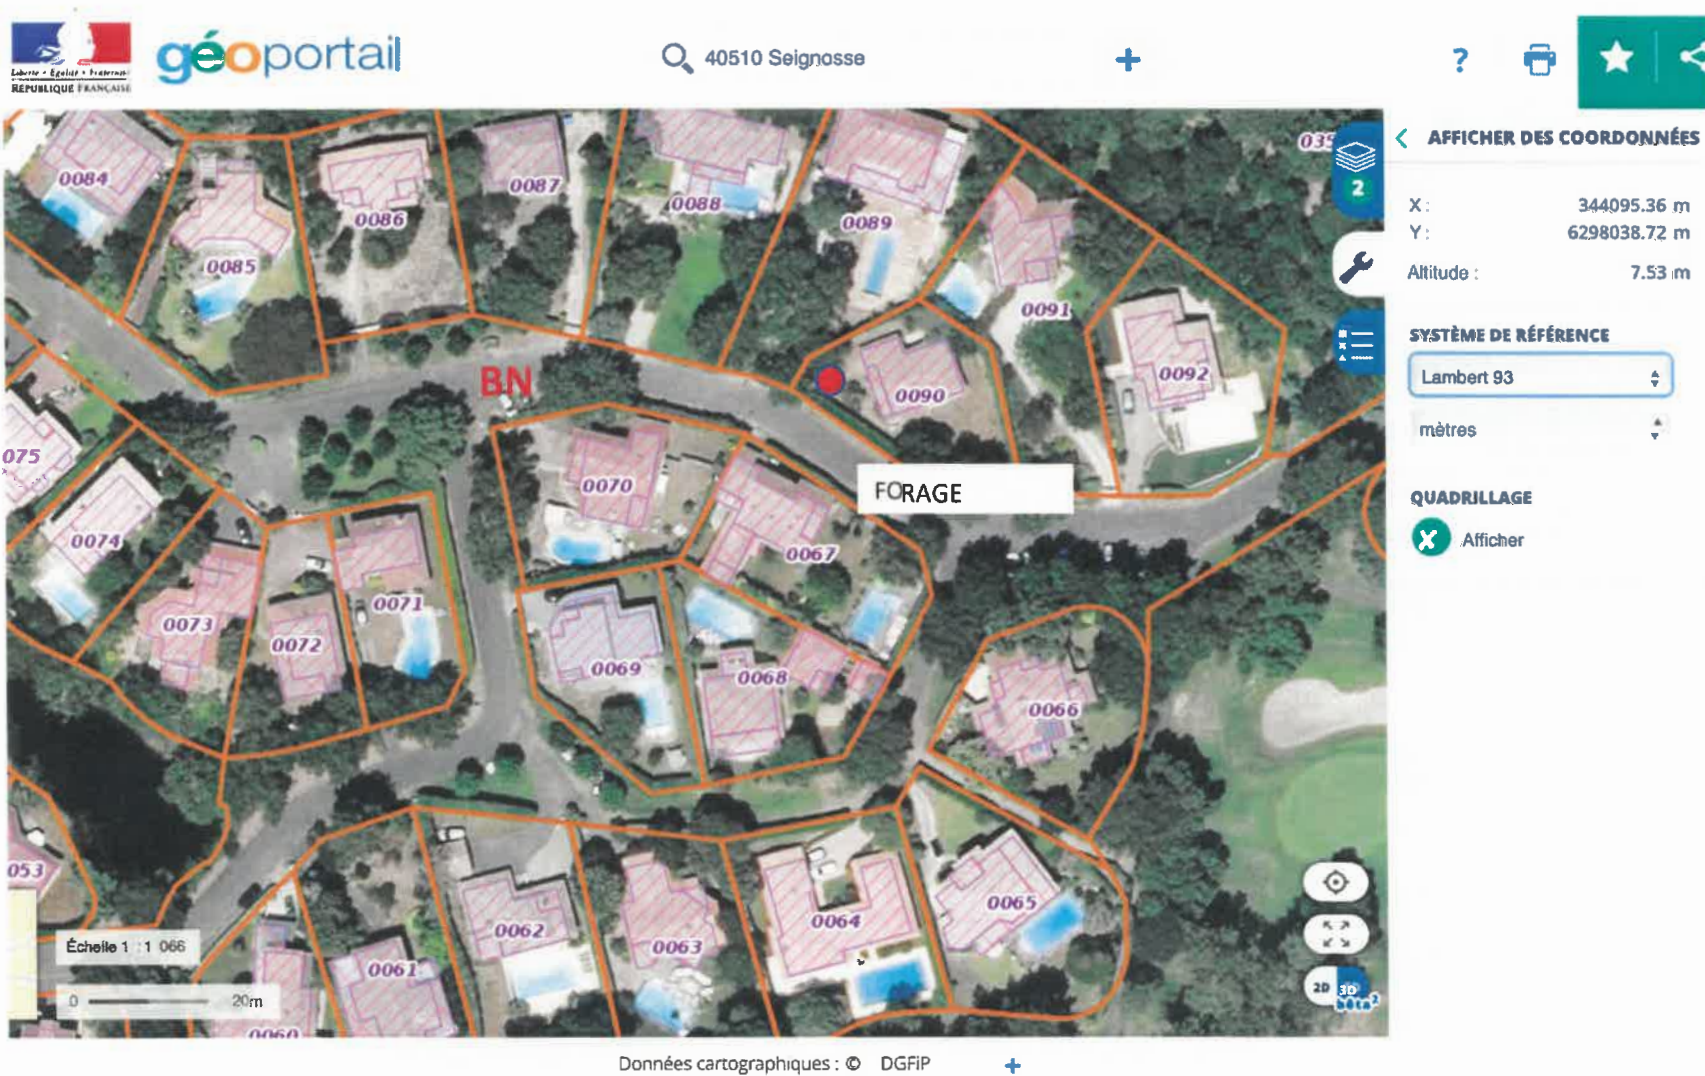 Liberté • Égalité • Fraternité
RÉPUBLIQUE FRANÇAISE
géoportail
40510 Seignosse
?
AFFICHER DES COORDONNÉES
X : 344095.36 m
Y : 6298038.72 m
Altitude : 7.53 m
SYSTÈME DE RÉFÉRENCE
Lambert 93
mètres
QUADRILLAGE
Afficher
2
0084
0085
0086
0087
0088
0089
0091
0092
0090
BN
075
0070
FORAGE
0074
0067
0073
0072
0071
0069
0068
0066
053
0062
0063
0064
0065
0061
0060
Échelle 1 : 1 066
0 20m
2D 3D
bêta²
Données cartographiques : © DGFiP